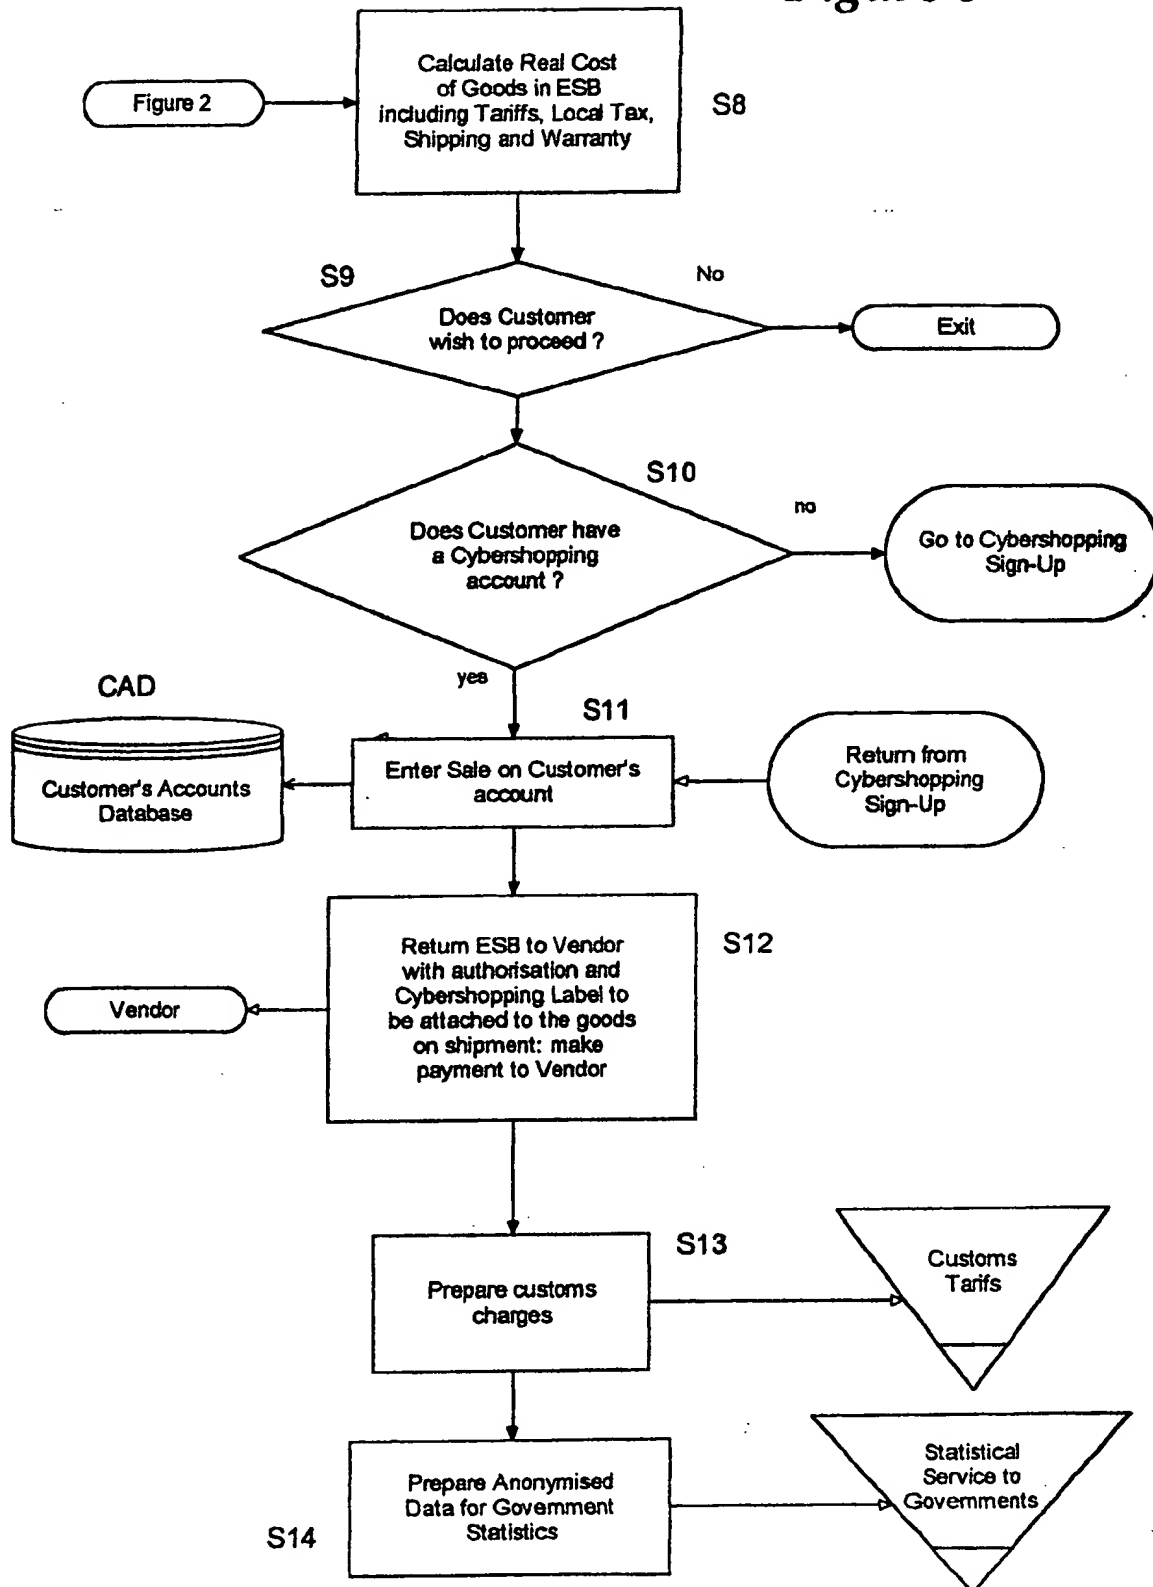 Calculate Real Cost
of Goods in ESB
including Tariffs, Local Tax,
Shipping and Warranty
Figure 2
S8
S9
No
Does Customer
wish to proceed ?
Exit
S10
no
Does Customer have
a Cybershopping
account ?
Go to Cybershopping
Sign-Up
yes
CAD
S11
Customer's Accounts
Database
Enter Sale on Customer's
account
Return from
Cybershopping
Sign-Up
S12
Return ESB to Vendor
with authorisation and
Cybershopping Label to
be attached to the goods
on shipment: make
payment to Vendor
Vendor
S13
Prepare customs
charges
Customs
Tarifs
Prepare Anonymised
Data for Government
Statistics
S14
Statistical
Service to
Governments